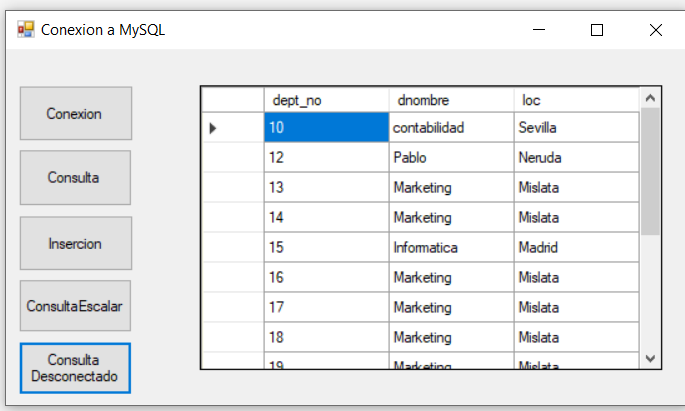 Conexion a MySQL
Conexion
Consulta
Insercion
ConsultaEscalar
Consulta
Desconectado
dept_no dnombre loc
10 contabilidad Sevilla
12 Pablo Neruda
13 Marketing Mislata
14 Marketing Mislata
15 Informatica Madrid
16 Marketing Mislata
17 Marketing Mislata
18 Marketing Mislata
19 Marketing Mislata